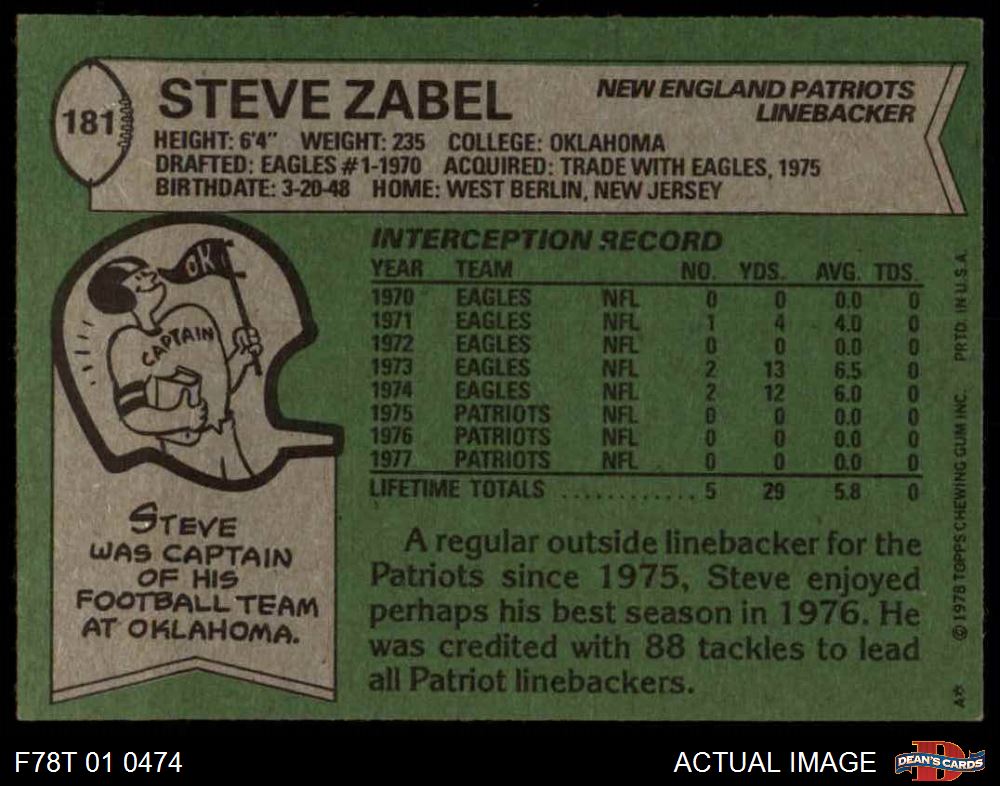 181
STEVE ZABEL
NEW ENGLAND PATRIOTS
LINEBACKER
HEIGHT: 6'4" WEIGHT: 235 COLLEGE: OKLAHOMA
DRAFTED: EAGLES #1-1970 ACQUIRED: TRADE WITH EAGLES, 1975
BIRTHDATE: 3-20-48 HOME: WEST BERLIN, NEW JERSEY
OK
CAPTAIN
STEVE
WAS CAPTAIN
OF HIS
FOOTBALL TEAM
AT OKLAHOMA.
INTERCEPTION RECORD
YEAR TEAM NO. YDS. AVG. TDS.
1970 EAGLES NFL 0 0 0.0 0
1971 EAGLES NFL 1 4 4.0 0
1972 EAGLES NFL 0 0 0.0 0
1973 EAGLES NFL 2 13 6.5 0
1974 EAGLES NFL 2 12 6.0 0
1975 PATRIOTS NFL 0 0 0.0 0
1976 PATRIOTS NFL 0 0 0.0 0
1977 PATRIOTS NFL 0 0 0.0 0
LIFETIME TOTALS ............ 5 29 5.8 0
A regular outside linebacker for the
Patriots since 1975, Steve enjoyed
perhaps his best season in 1976. He
was credited with 88 tackles to lead
all Patriot linebackers.
A** © 1978 TOPPS CHEWING GUM INC. PRTD. IN U.S.A.
F78T 01 0474
ACTUAL IMAGE
D
DEAN'S CARDS